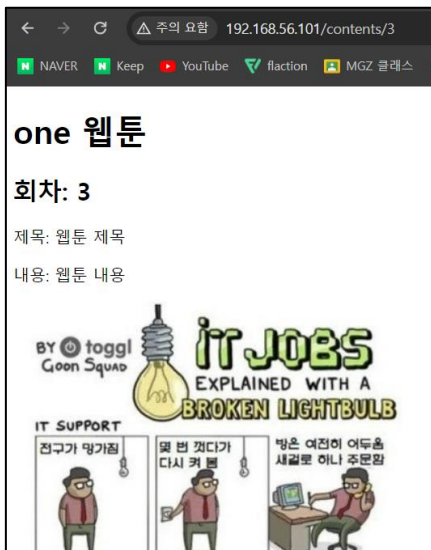 주의 요함 192.168.56.101/contents/3
NAVER Keep YouTube flaction MGZ 클래스
one 웹툰
회차: 3
제목: 웹툰 제목
내용: 웹툰 내용
BY toggl
Goon Squad
IT JOBS
EXPLAINED WITH A
BROKEN LIGHTBULB
IT SUPPORT
전구가 망가짐
몇 번 껐다가
다시 켜 봄
방은 여전히 어두움
새걸로 하나 주문함